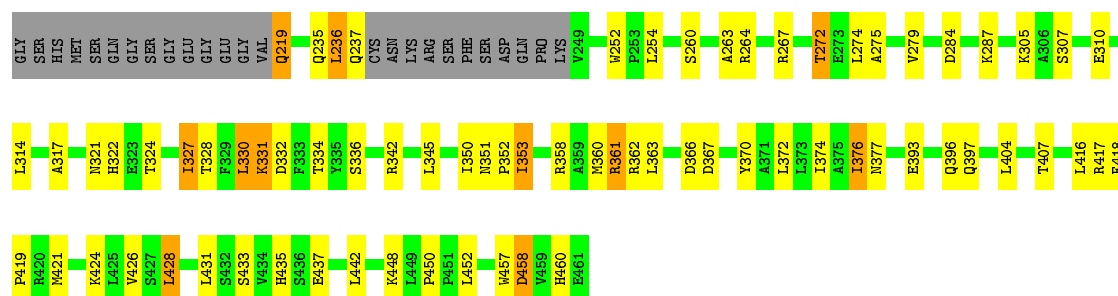 GLY SER HIS MET SER GLN GLY SER GLY GLU GLY GLU GLY VAL Q219 Q235 L236 Q237 CYS ASN LYS ARG SER PHE SER ASP GLN PRO LYS V249 W252 P253 L254 S260 A263 R264 R267 T272 E273 L274 A275 V279 D284 K287 K305 A306 S307 E310
L314 A317 N321 H322 E323 T324 I327 T328 F329 L330 K331 D332 F333 T334 Y335 S336 R342 L345 I350 N351 P352 I353 R358 A359 M360 R361 R362 L363 D366 D367 Y370 A371 L372 L373 I374 A375 I376 N377 E393 Q396 Q397 L404 T407 L416 R417 E418
P419 R420 M421 K424 L425 V426 S427 L428 L431 S432 S433 V434 H435 S436 E437 L442 K448 L449 P450 P451 L452 W457 D458 V459 H460 E461